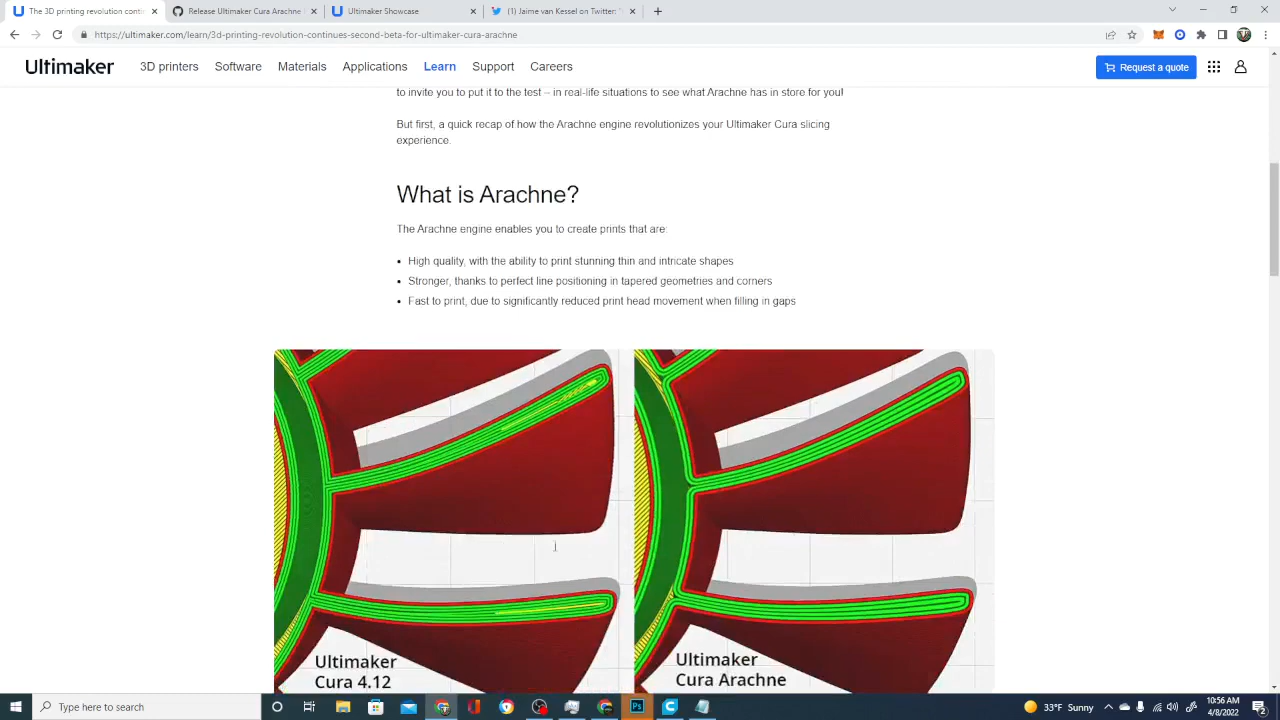 The 3D printing revolution conti
Release Ultimaker Cura Arachne
Ultimaker Showcase
(1) Jaime van Kessel on Twitter: "
https://ultimaker.com/learn/3d-printing-revolution-continues-second-beta-for-ultimaker-cura-arachne
Ultimaker
3D printers
Software
Materials
Applications
Learn
Support
Careers
Request a quote
to invite you to put it to the test – in real-life situations to see what Arachne has in store for you!
But first, a quick recap of how the Arachne engine revolutionizes your Ultimaker Cura slicing
experience.
What is Arachne?
The Arachne engine enables you to create prints that are:
• High quality, with the ability to print stunning thin and intricate shapes
• Stronger, thanks to perfect line positioning in tapered geometries and corners
• Fast to print, due to significantly reduced print head movement when filling in gaps
Ultimaker
Cura 4.12
Ultimaker
Cura Arachne
Type here to search
Ps
33°F Sunny
10:56 AM
4/8/2022
2